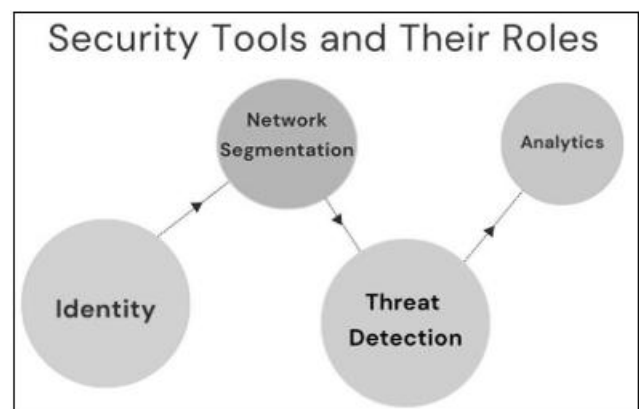 Security Tools and Their Roles
Network
Segmentation
Analytics
Identity
Threat
Detection